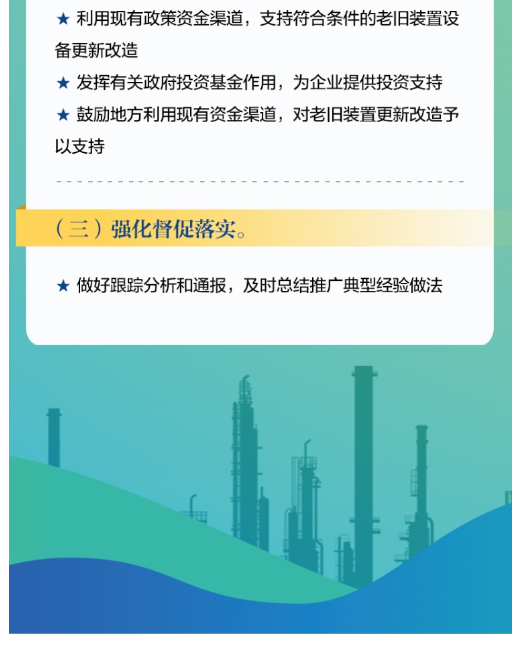 ★ 利用现有政策资金渠道，支持符合条件的老旧装置设
备更新改造
★ 发挥有关政府投资基金作用，为企业提供投资支持
★ 鼓励地方利用现有资金渠道，对老旧装置更新改造予
以支持
（三）强化督促落实。
★ 做好跟踪分析和通报，及时总结推广典型经验做法